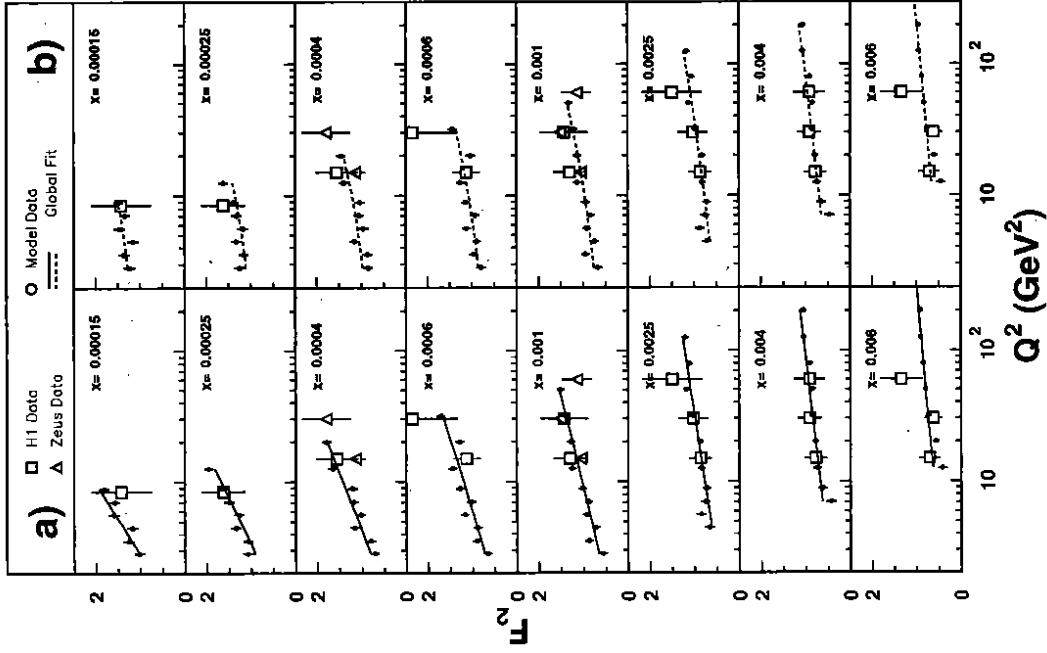 a)
□ H1 Data
△ Zeus Data
○ Model Data
----- Global Fit
b)
x= 0.00015
x= 0.00015
2
0
x= 0.00025
x= 0.00025
2
0
x= 0.0004
x= 0.0004
2
0
x= 0.0006
x= 0.0006
2
0
x= 0.001
x= 0.001
2
0
x= 0.0025
x= 0.0025
2
0
x= 0.004
x= 0.004
2
0
x= 0.006
x= 0.006
2
0
F₂
10 10² 10 10²
Q² (GeV²)